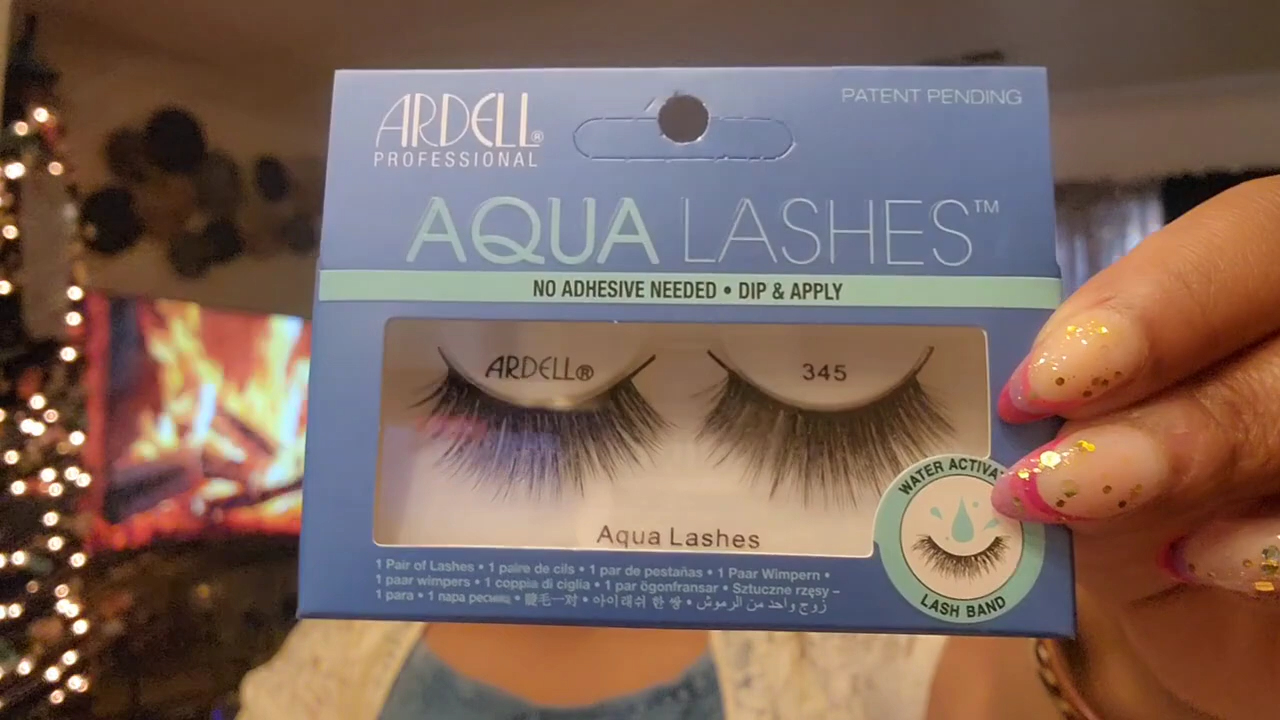 ARDELL®
PROFESSIONAL
PATENT PENDING
AQUA LASHES™
NO ADHESIVE NEEDED • DIP & APPLY
ARDELL®
345
Aqua Lashes
WATER ACTIVA
LASH BAND
1 Pair of Lashes • 1 paire de cils • 1 par de pestañas • 1 Paar Wimpern •
1 paar wimpers • 1 coppia di ciglia • 1 par ögonfransar • Sztuczne rzęsy –
1 para • 1 пара ресниц • 睫毛一对 • 아이래쉬 한 쌍 • زوج واحد من الرموش